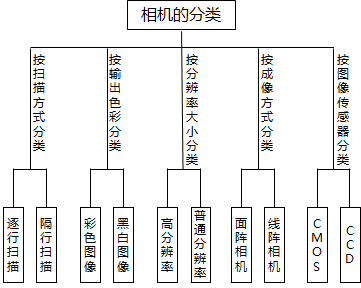 相机的分类
按扫描方式分类
按输出色彩分类
按分辨率大小分类
按成像方式分类
按图像传感器分类
逐行扫描
隔行扫描
彩色图像
黑白图像
高分辨率
普通分辨率
面阵相机
线阵相机
CMOS
CCD